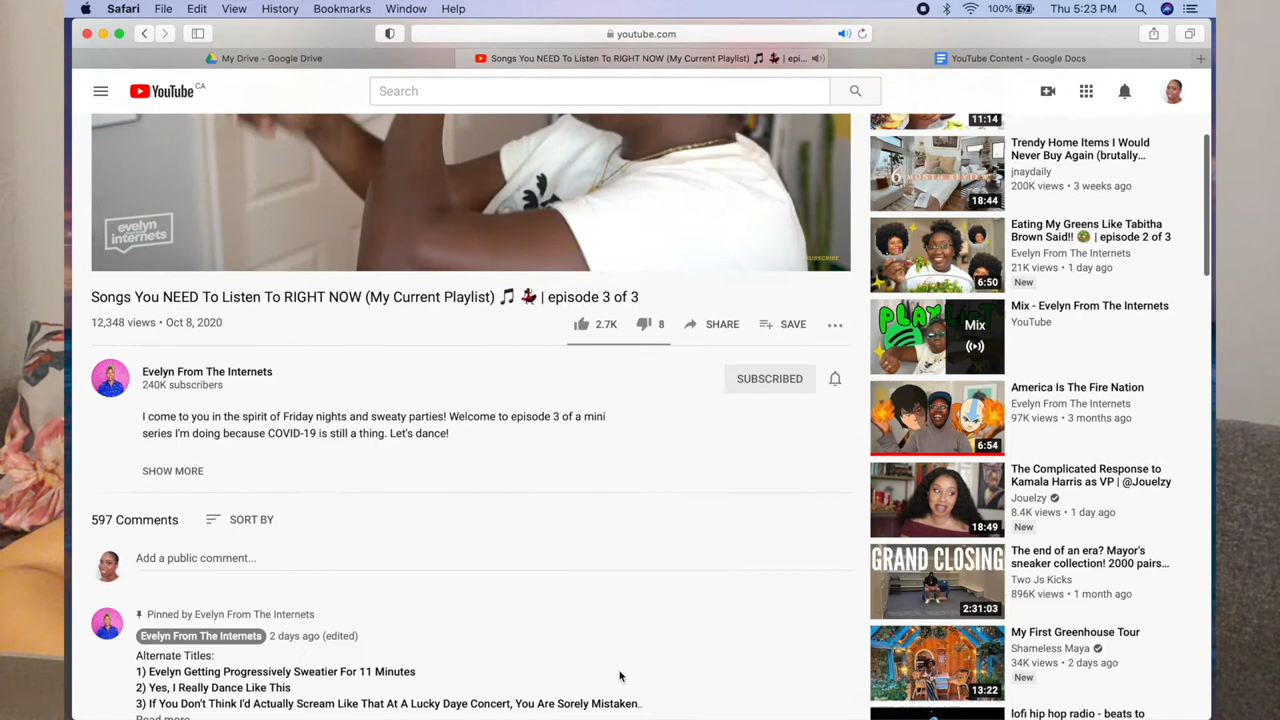 Safari File Edit View History Bookmarks Window Help 100% Thu 5:23 PM
youtube.com
My Drive - Google Drive
Songs You NEED To Listen To RIGHT NOW (My Current Playlist) 🎵 💃🏿 | epi...
YouTube Content - Google Docs
YouTube CA
Search
evelyn
from the
internets
SUBSCRIBE
Songs You NEED To Listen To RIGHT NOW (My Current Playlist) 🎵 💃🏿 | episode 3 of 3
12,348 views • Oct 8, 2020
2.7K 8 SHARE SAVE
Evelyn From The Internets
240K subscribers
SUBSCRIBED
I come to you in the spirit of Friday nights and sweaty parties! Welcome to episode 3 of a mini
series I'm doing because COVID-19 is still a thing. Let's dance!
SHOW MORE
597 Comments SORT BY
Add a public comment...
Pinned by Evelyn From The Internets
Evelyn From The Internets 2 days ago (edited)
Alternate Titles:
1) Evelyn Getting Progressively Sweatier For 11 Minutes
2) Yes, I Really Dance Like This
3) If You Don't Think I'd Actually Scream Like That At A Lucky Daye Concert, You Are Sorely Mistaken..
Read more
11:14
Trendy Home Items I Would
Never Buy Again (brutally...
jnaydaily
200K views • 3 weeks ago
6 MONTH REVIEW
18:44
Eating My Greens Like Tabitha
Brown Said!! 🥗 | episode 2 of 3
Evelyn From The Internets
21K views • 1 day ago
New
6:50
Mix - Evelyn From The Internets
YouTube
PLAYLIST
Mix
America Is The Fire Nation
Evelyn From The Internets
97K views • 3 months ago
6:54
The Complicated Response to
Kamala Harris as VP | @Jouelzy
Jouelzy
8.4K views • 1 day ago
New
18:49
The end of an era? Mayor's
sneaker collection! 2000 pairs...
Two Js Kicks
896K views • 1 month ago
GRAND CLOSING
2:31:03
My First Greenhouse Tour
Shameless Maya
34K views • 2 days ago
New
13:22
lofi hip hop radio - beats to